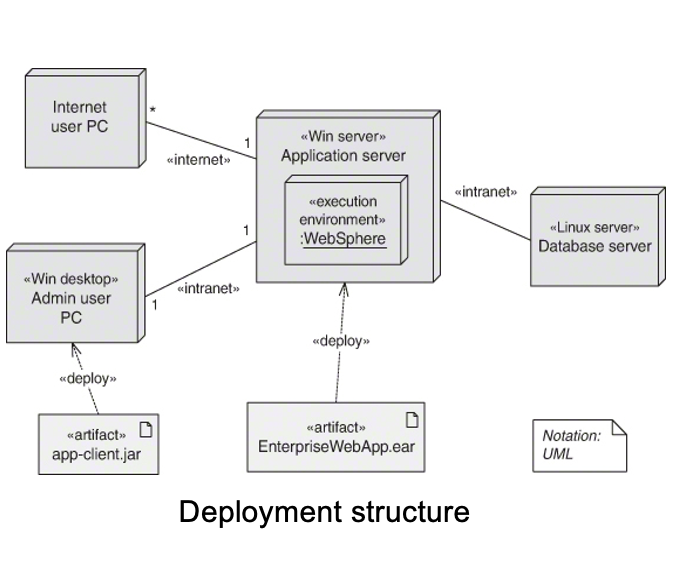 Internet
user PC
*
«internet»
1
«Win server»
Application server
«execution
environment»
:WebSphere
«intranet»
«Linux server»
Database server
«Win desktop»
Admin user
PC
1
«intranet»
1
«deploy»
«deploy»
«artifact»
app-client.jar
«artifact»
EnterpriseWebApp.ear
Notation:
UML
Deployment structure